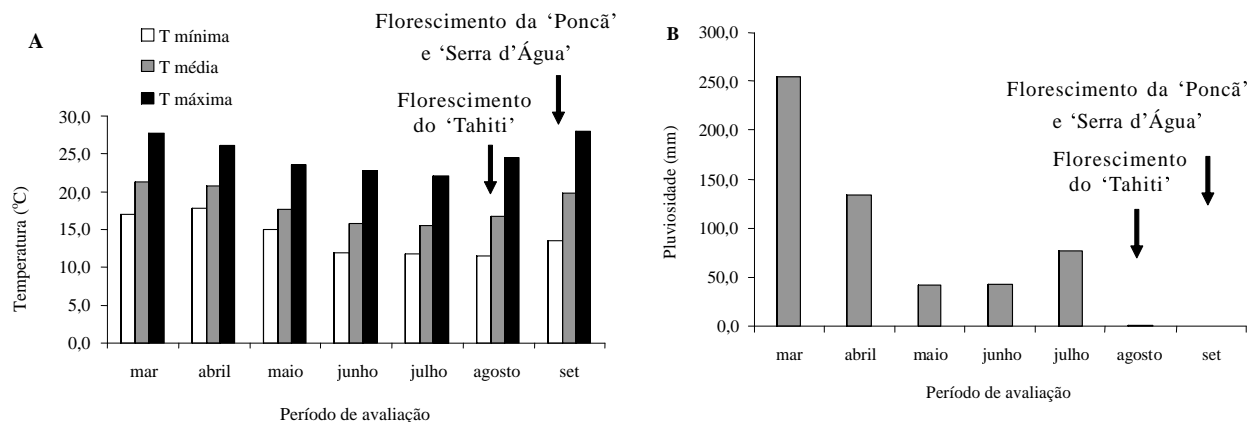 A
T mínima
T média
T máxima
Florescimento da ‘Poncã’
e ‘Serra d’Água’
Florescimento
do ‘Tahiti’
Temperatura (ºC)
30,0
25,0
20,0
15,0
10,0
5,0
0,0
mar abril maio junho julho agosto set
Período de avaliação
B
Florescimento da ‘Poncã’
e ‘Serra d’Água’
Florescimento
do ‘Tahiti’
Pluviosidade (mm)
300,0
250,0
200,0
150,0
100,0
50,0
0,0
mar abril maio junho julho agosto set
Período de avaliação